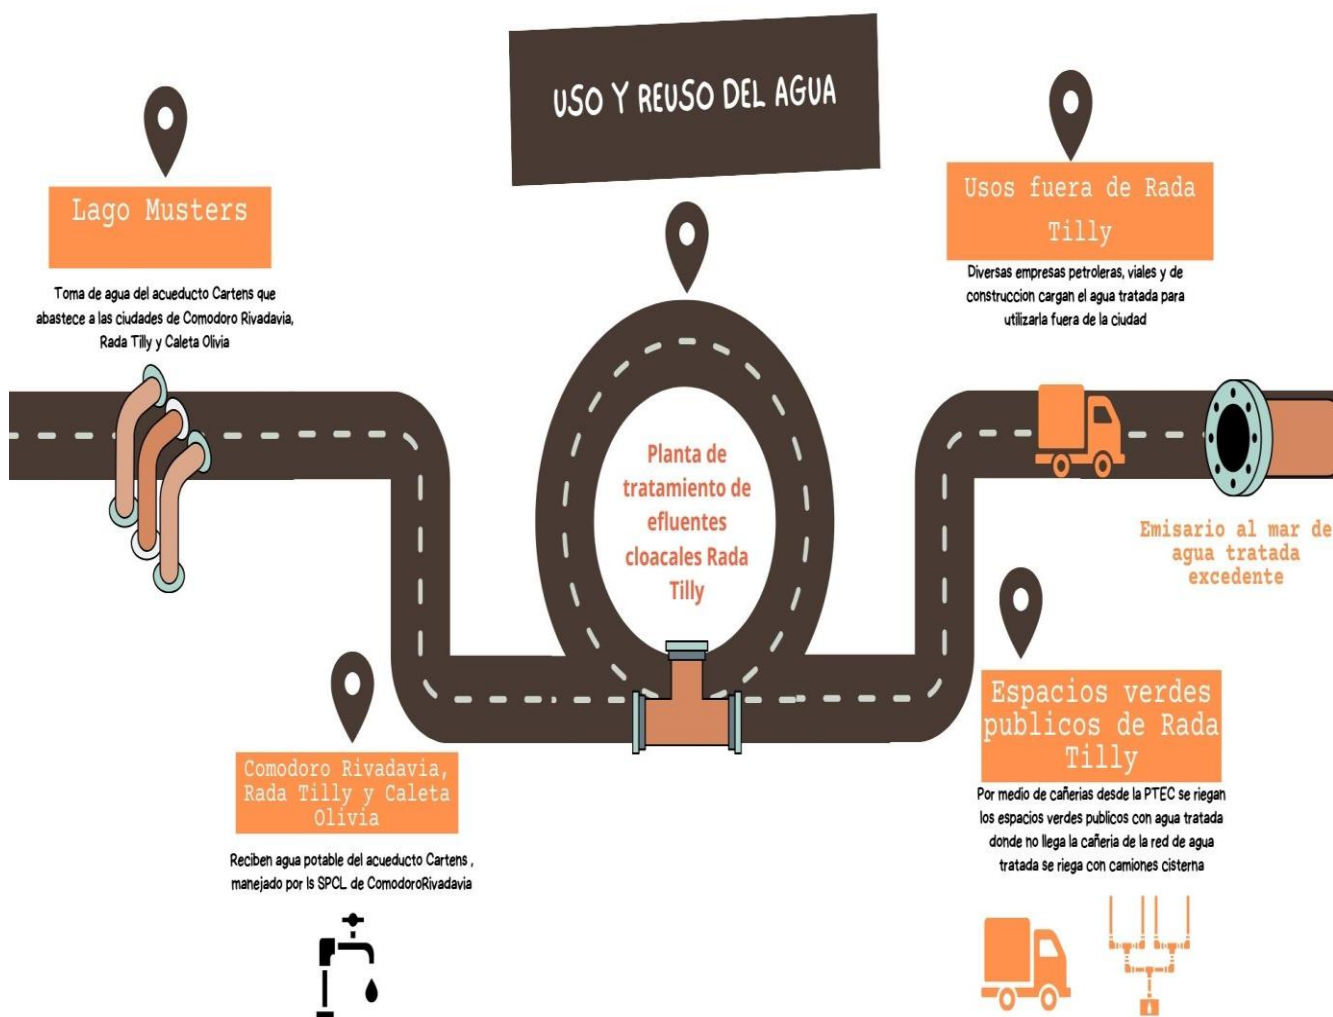 USO Y REUSO DEL AGUA
Lago Musters
Toma de agua del acueducto Cartens que
abastece a las ciudades de Comodoro Rivadavia,
Rada Tilly y Caleta Olivia
Comodoro Rivadavia,
Rada Tilly y Caleta
Olivia
Reciben agua potable del acueducto Cartens ,
manejado por ls SPCL de ComodoroRivadavia
Planta de
tratamiento de
efluentes
cloacales Rada
Tilly
Usos fuera de Rada
Tilly
Diversas empresas petroleras, viales y de
construccion cargan el agua tratada para
utilizarla fuera de la ciudad
Emisario al mar de
agua tratada
excedente
Espacios verdes
publicos de Rada
Tilly
Por medio de cañerias desde la PTEC se riegan
los espacios verdes publicos con agua tratada
donde no llega la cañeria de la red de agua
tratada se riega con camiones cisterna